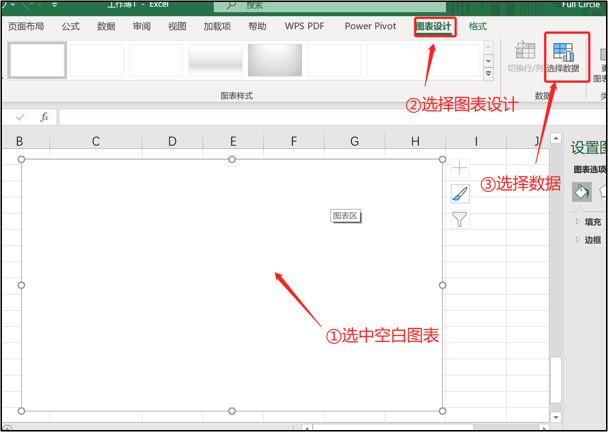 工作簿1 - Excel
搜索
Full Circle
页面布局 公式 数据 审阅 视图 帮助 加载项 WPS PDF Power Pivot 图表设计 格式
切换行/列 选择数据
图表样式
数据
②选择图表设计
fx
B C D E F G H I J
设置图
图表选项
③选择数据
图表区
填充
边框
①选中空白图表